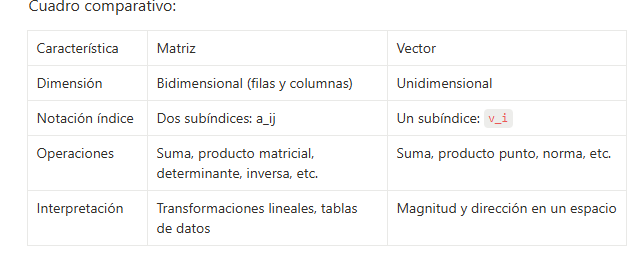 Cuadro comparativo:
Característica Matriz Vector
Dimensión Bidimensional (filas y columnas) Unidimensional
Notación índice Dos subíndices: a_ij Un subíndice: v_i
Operaciones Suma, producto matricial, Suma, producto punto, norma, etc.
determinante, inversa, etc.
Interpretación Transformaciones lineales, tablas Magnitud y dirección en un espacio
de datos